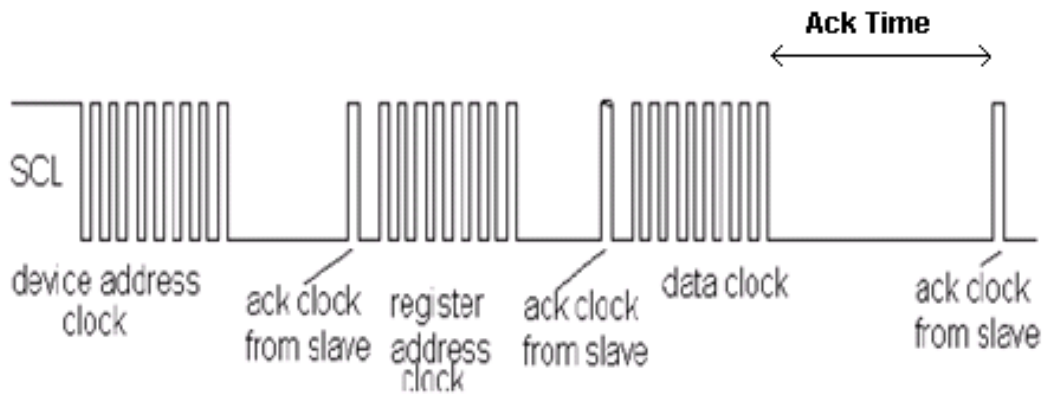 Ack Time
SCL
device address
clock
ack clock
from slave
register
address
clock
ack clock
from slave
data clock
ack clock
from slave